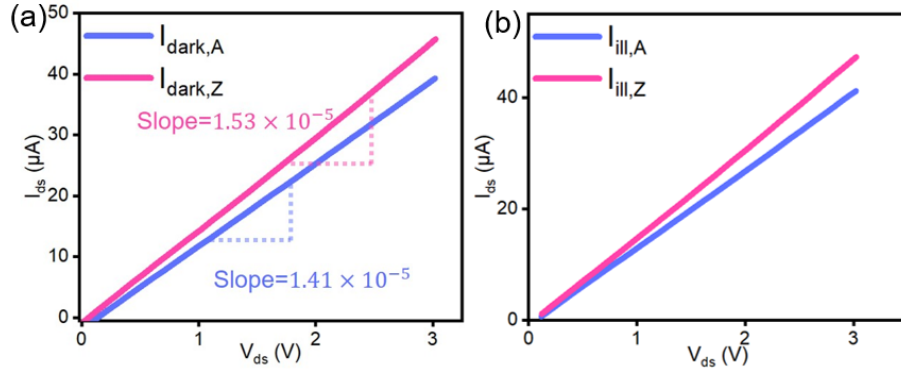 (a)
50
40
30
20
10
0
I_ds (μA)
I_dark,A
I_dark,Z
Slope=1.53 × 10⁻⁵
Slope=1.41 × 10⁻⁵
0 1 2 3
V_ds (V)
(b)
40
20
0
I_ds (μA)
I_ill,A
I_ill,Z
0 1 2 3
V_ds (V)